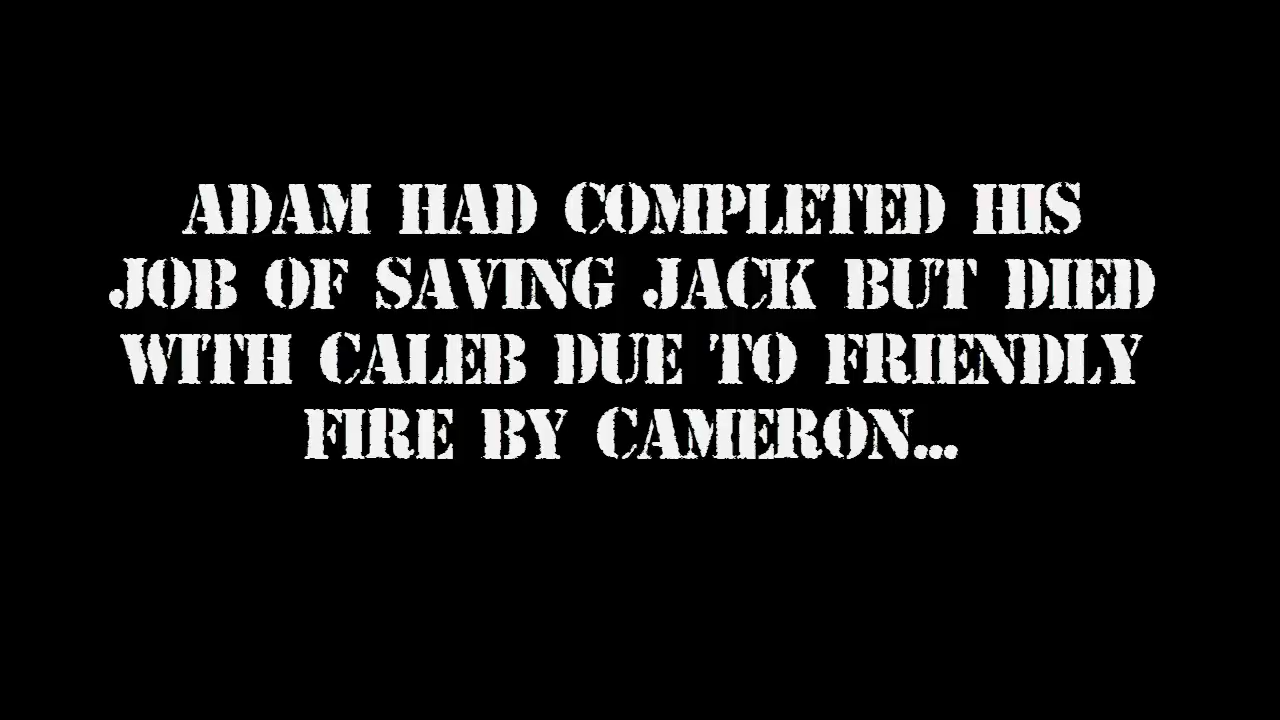 ADAM HAD COMPLETED HIS
JOB OF SAVING JACK BUT DIED
WITH CALEB DUE TO FRIENDLY
FIRE BY CAMERON...